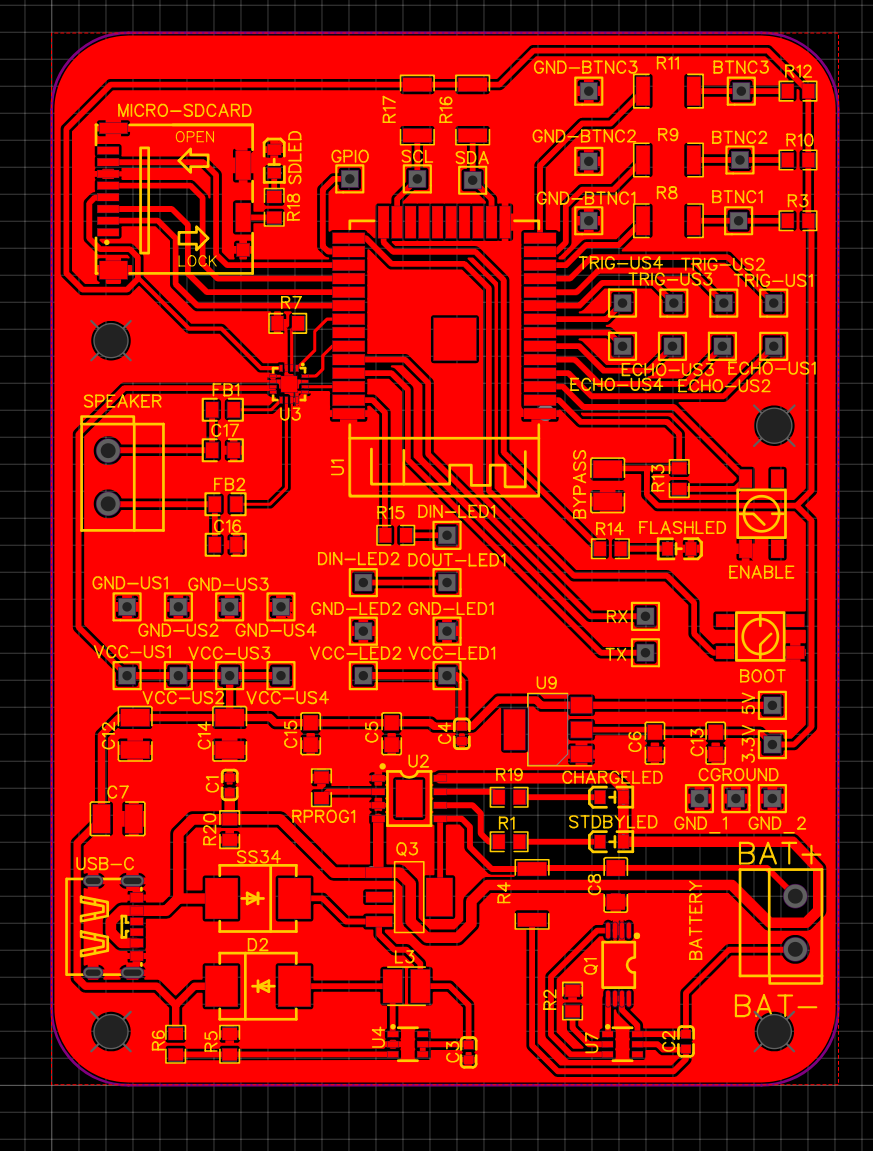 GND-BTNC3
R11
BTNC3
R12
R17
R16
MICRO-SDCARD
OPEN
SDLED
GND-BTNC2
R9
BTNC2
R10
GPIO
SCL
SDA
GND-BTNC1
R8
BTNC1
R3
R18
LOCK
TRIG-US4
TRIG-US2
TRIG-US3
TRIG-US1
R7
ECHO-US3
ECHO-US1
ECHO-US4
ECHO-US2
U3
FB1
SPEAKER
C17
U1
BYPASS
R13
FB2
R15
DIN-LED1
C16
R14
FLASHLED
ENABLE
DIN-LED2
DOUT-LED1
GND-US1
GND-US3
GND-LED2
GND-LED1
GND-US2
GND-US4
RX
TX
VCC-US1
VCC-US3
VCC-LED2
VCC-LED1
BOOT
VCC-US2
VCC-US4
U9
5V
C12
C14
C15
C5
C4
C6
C13
3.3V
U2
C1
R19
CHARGELED
CGROUND
C7
RPROG1
GND_1
GND_2
R20
R1
STDBYLED
Q3
BAT+
USB-C
SS34
R4
C8
BATTERY
D2
L3
Q1
R2
BAT-
R6
R5
U4
C3
U7
C2